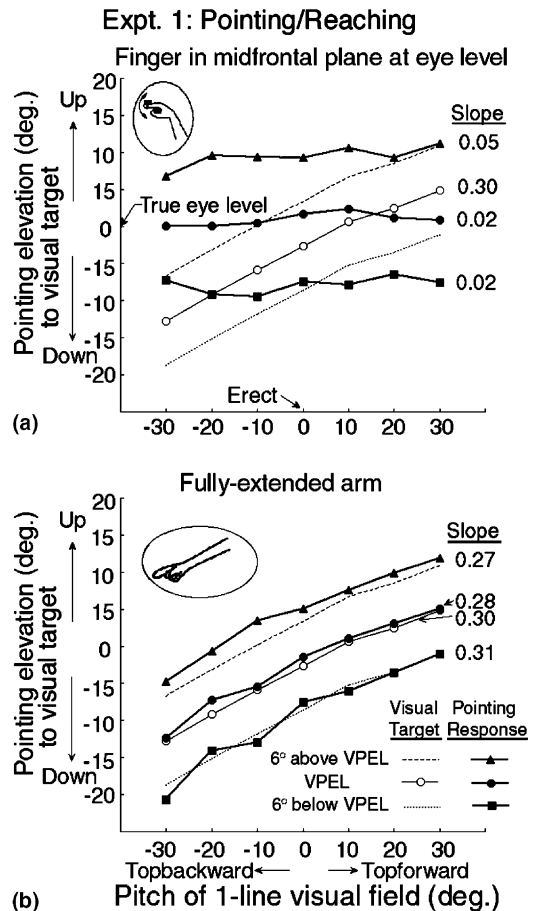 Expt. 1: Pointing/Reaching
Finger in midfrontal plane at eye level
Pointing elevation (deg.)
to visual target
Up
Down
20
15
10
15
0
-15
-10
-15
-20
True eye level
Erect
Slope
0.05
0.30
0.02
0.02
(a)
-30 -20 -10 0 10 20 30
Fully-extended arm
Pointing elevation (deg.)
to visual target
Up
Down
20
15
10
15
0
-15
-10
-15
-20
Slope
0.27
0.28
0.30
0.31
Visual Pointing
Target Response
6° above VPEL
VPEL
6° below VPEL
-30 -20 -10 0 10 20 30
Topbackward Topforward
(b) Pitch of 1-line visual field (deg.)